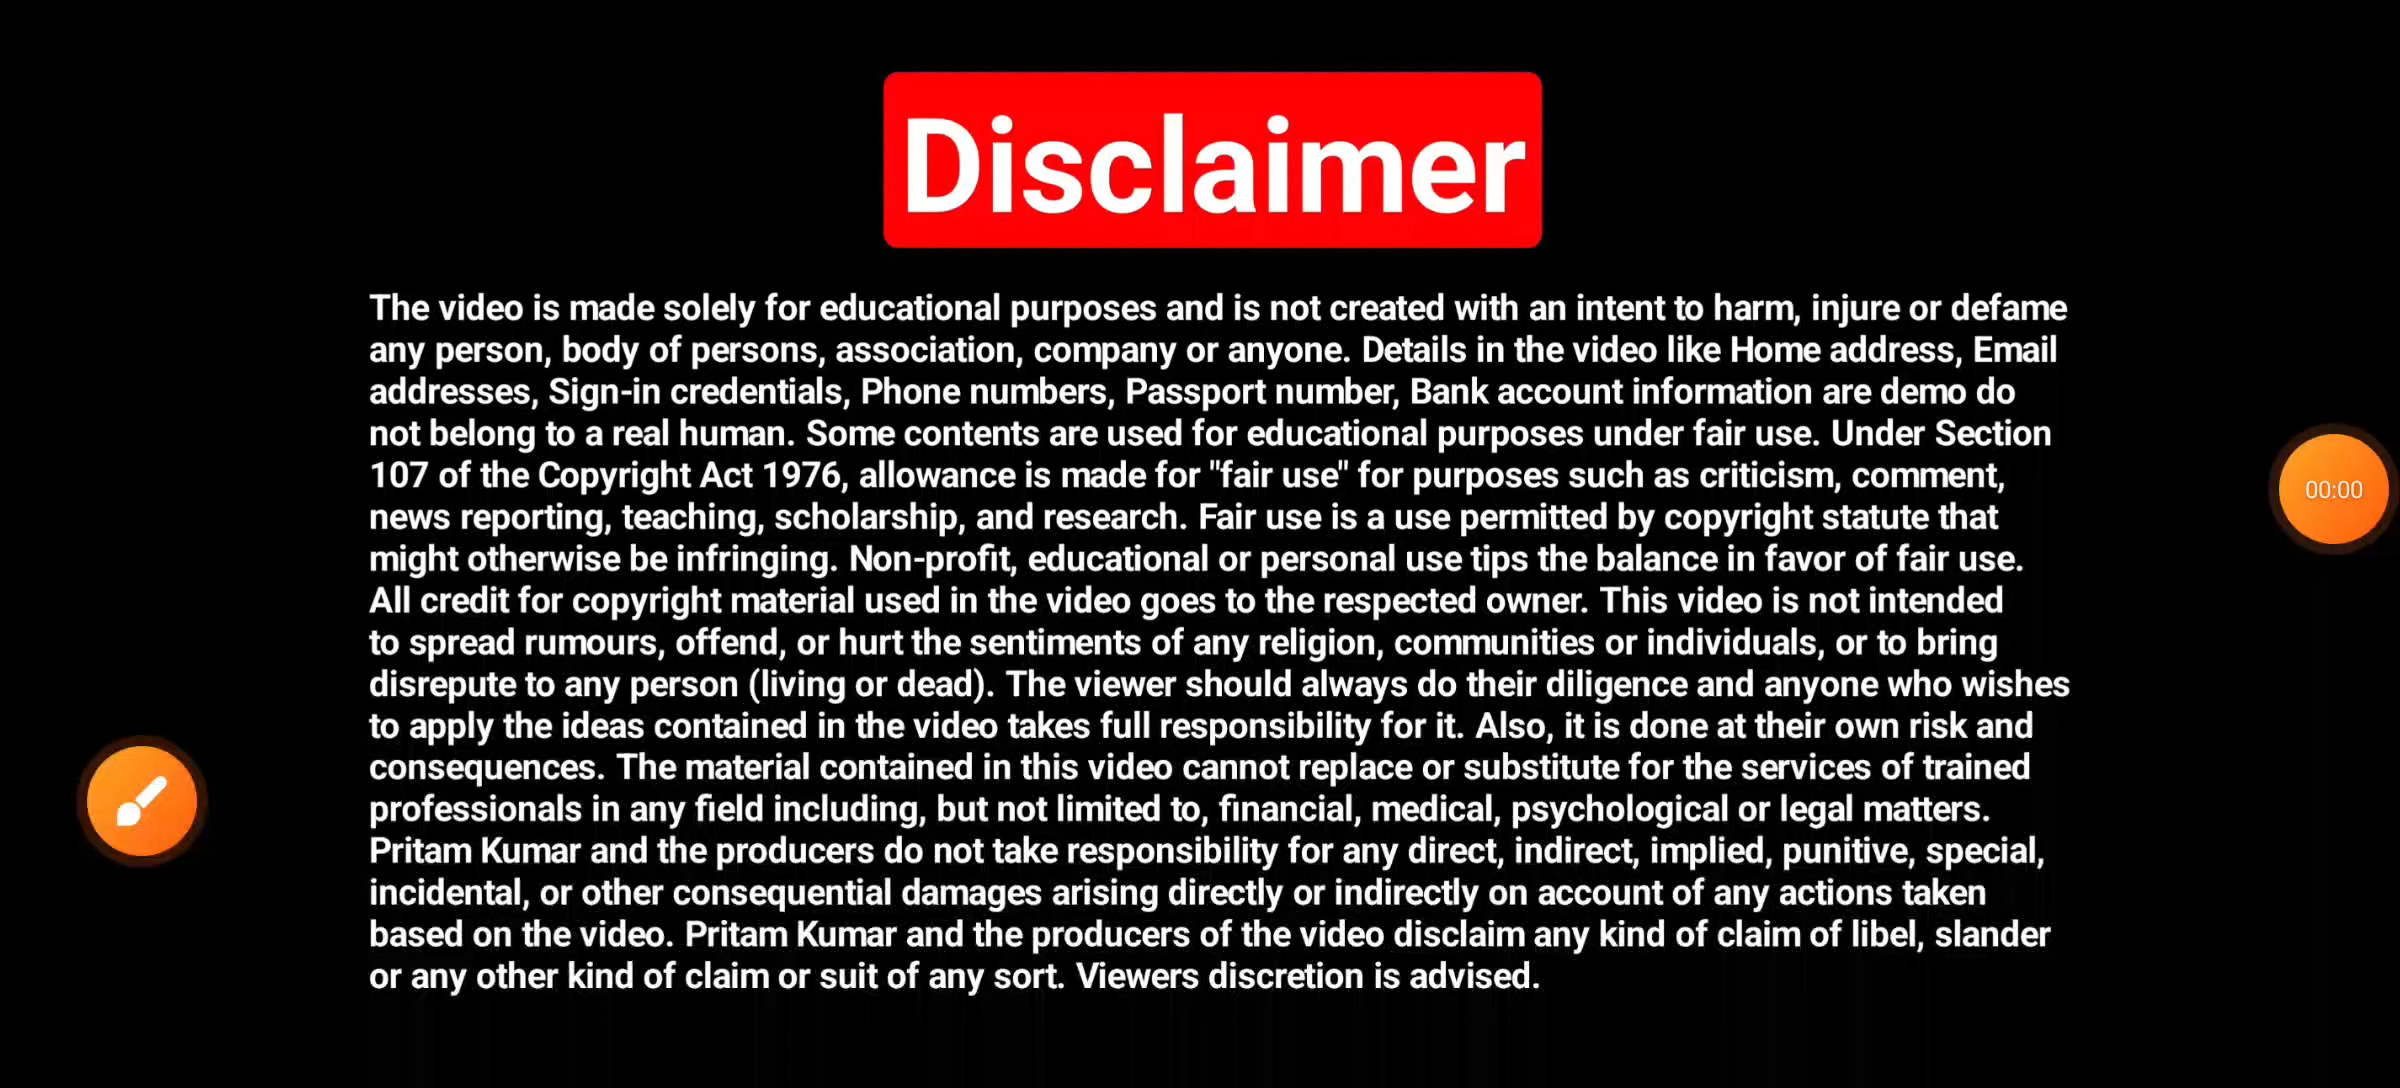 Disclaimer
The video is made solely for educational purposes and is not created with an intent to harm, injure or defame
any person, body of persons, association, company or anyone. Details in the video like Home address, Email
addresses, Sign-in credentials, Phone numbers, Passport number, Bank account information are demo do
not belong to a real human. Some contents are used for educational purposes under fair use. Under Section
107 of the Copyright Act 1976, allowance is made for "fair use" for purposes such as criticism, comment,
news reporting, teaching, scholarship, and research. Fair use is a use permitted by copyright statute that
might otherwise be infringing. Non-profit, educational or personal use tips the balance in favor of fair use.
All credit for copyright material used in the video goes to the respected owner. This video is not intended
to spread rumours, offend, or hurt the sentiments of any religion, communities or individuals, or to bring
disrepute to any person (living or dead). The viewer should always do their diligence and anyone who wishes
to apply the ideas contained in the video takes full responsibility for it. Also, it is done at their own risk and
consequences. The material contained in this video cannot replace or substitute for the services of trained
professionals in any field including, but not limited to, financial, medical, psychological or legal matters.
Pritam Kumar and the producers do not take responsibility for any direct, indirect, implied, punitive, special,
incidental, or other consequential damages arising directly or indirectly on account of any actions taken
based on the video. Pritam Kumar and the producers of the video disclaim any kind of claim of libel, slander
or any other kind of claim or suit of any sort. Viewers discretion is advised.
00:00